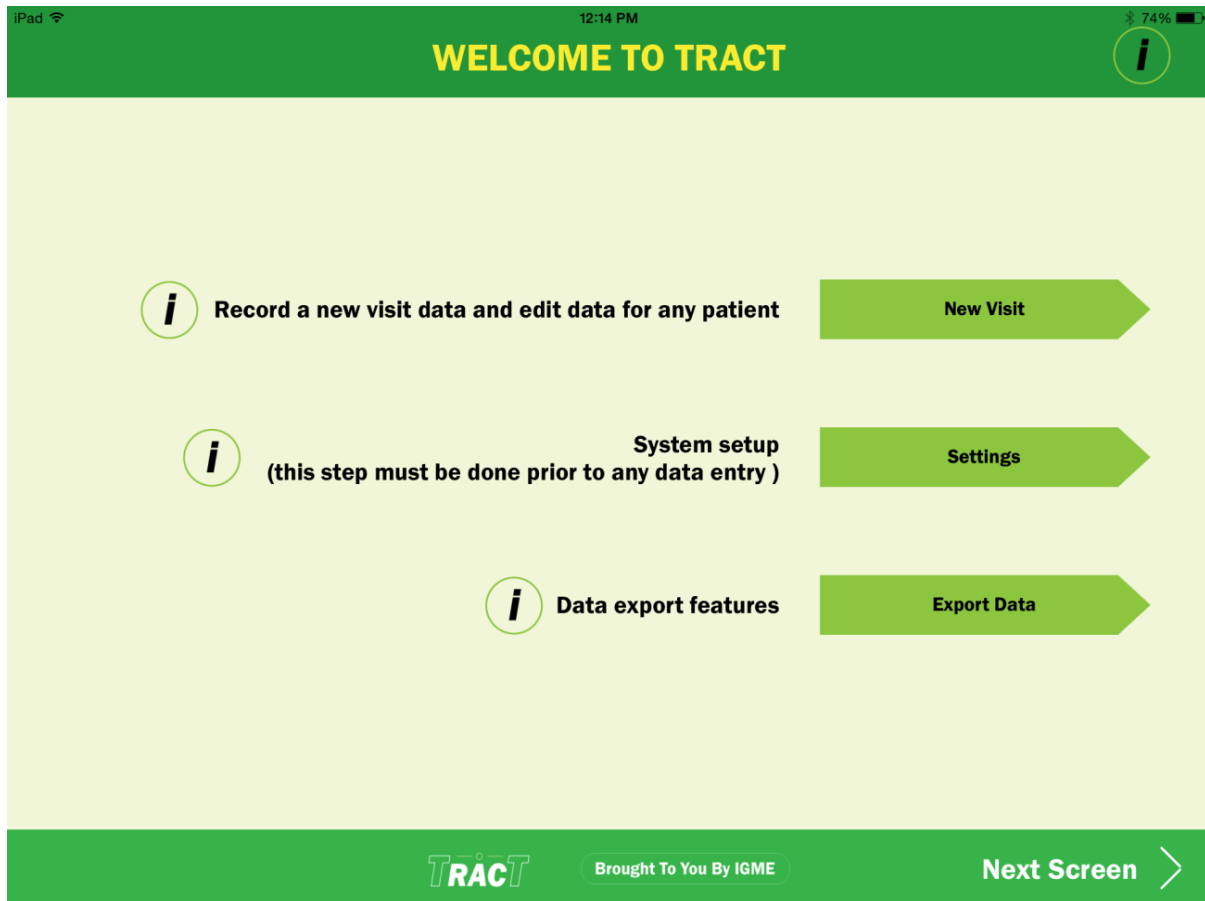 iPad 12:14 PM 74%
WELCOME TO TRACT
i
i Record a new visit data and edit data for any patient
New Visit
i System setup
(this step must be done prior to any data entry )
Settings
i Data export features
Export Data
TRACT
Brought To You By IGME
Next Screen